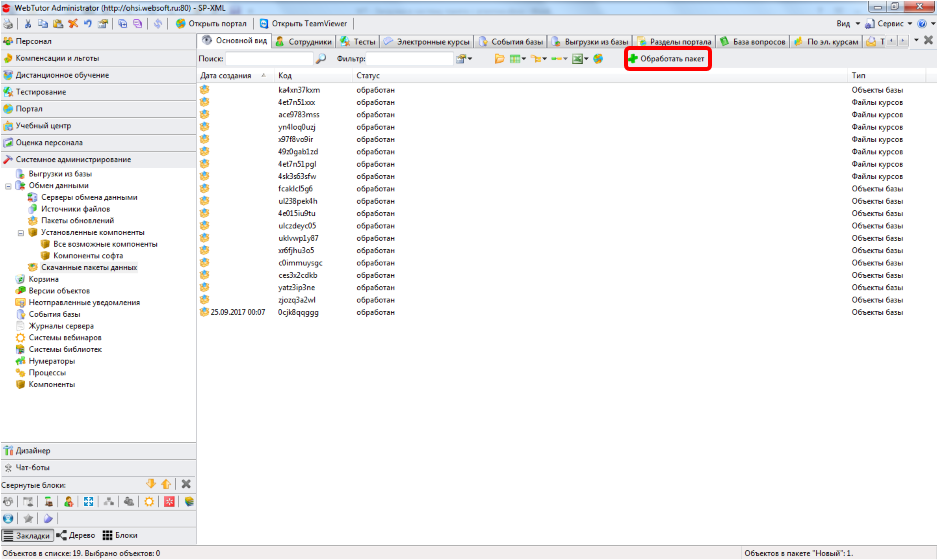 WebTutor Administrator (http://ohsi.websoft.ru:80) - SP-XML
Открыть портал Открыть TeamViewer Вид Сервис
Персонал
Компенсации и льготы
Дистанционное обучение
Тестирование
Портал
Учебный центр
Оценка персонала
Системное администрирование
Выгрузки из базы
Обмен данными
Серверы обмена данными
Источники файлов
Пакеты обновлений
Установленные компоненты
Все возможные компоненты
Компоненты софта
Скачанные пакеты данных
Корзина
Версии объектов
Неотправленные уведомления
События базы
Журналы сервера
Системы вебинаров
Системы библиотек
Нумераторы
Процессы
Компоненты
Дизайнер
Чат-боты
Свернутые блоки:
Закладки Дерево Блоки
Основной вид Сотрудники Тесты Электронные курсы События базы Выгрузки из базы Разделы портала База вопросов По эл. курсам Т
Поиск: Фильтр: Обработать пакет
Дата создания Код Статус Тип
ka4xn37kxm обработан Объекты базы
4et7n51xxx обработан Файлы курсов
ace9783mss обработан Файлы курсов
yn4loq0uzj обработан Файлы курсов
x97f8vo9ir обработан Файлы курсов
49z0gab1zd обработан Файлы курсов
4et7n51pgl обработан Файлы курсов
4sk3s63sfw обработан Файлы курсов
fcaklcl5g6 обработан Объекты базы
ul238pek4h обработан Объекты базы
4e015iu9tu обработан Объекты базы
ulczdeyc05 обработан Объекты базы
uklvwp1y87 обработан Объекты базы
xr6fjhu3o5 обработан Объекты базы
c0immuysgc обработан Объекты базы
ces3x2cdkb обработан Объекты базы
yatz3ip3ne обработан Объекты базы
zjozq3a2wl обработан Объекты базы
25.09.2017 00:07 0cjk8qqggg обработан Объекты базы
Объектов в списке: 19. Выбрано объектов: 0 Объектов в пакете "Новый": 1.